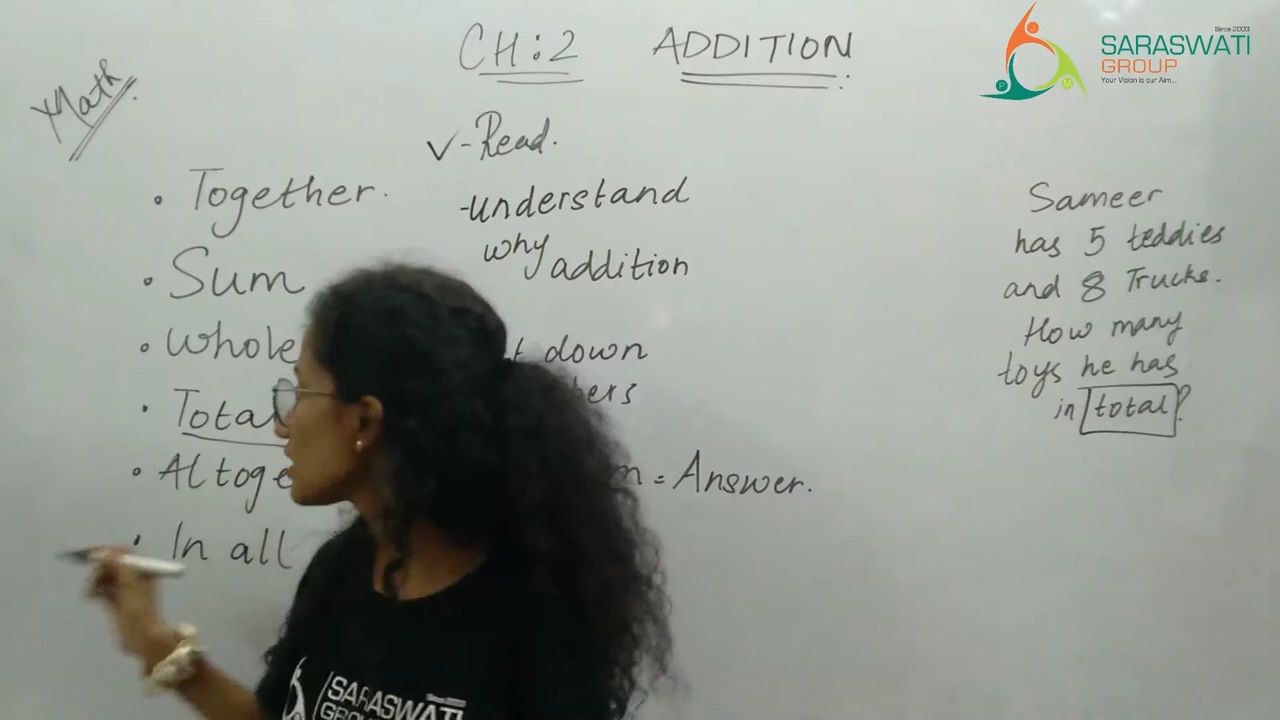 CH:2 ADDITION
Since 2003
SARASWATI
GROUP
Your Vision is our Aim...
Math
• Together.
• Sum
• Whole
• Total
• In all
✓-Read.
-understand
why addition
down
= Answer.
Sameer
has 5 teddies
and 8 Trucks.
How many
toys he has
in total?
SARASWATI
Since 2003